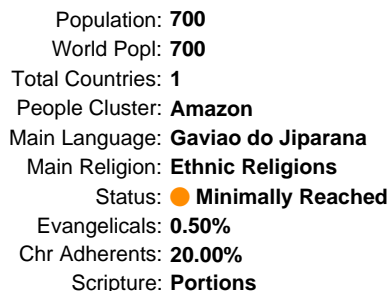 Population: 700
World Popl: 700
Total Countries: 1
People Cluster: Amazon
Main Language: Gaviao do Jiparana
Main Religion: Ethnic Religions
Status: Minimally Reached
Evangelicals: 0.50%
Chr Adherents: 20.00%
Scripture: Portions